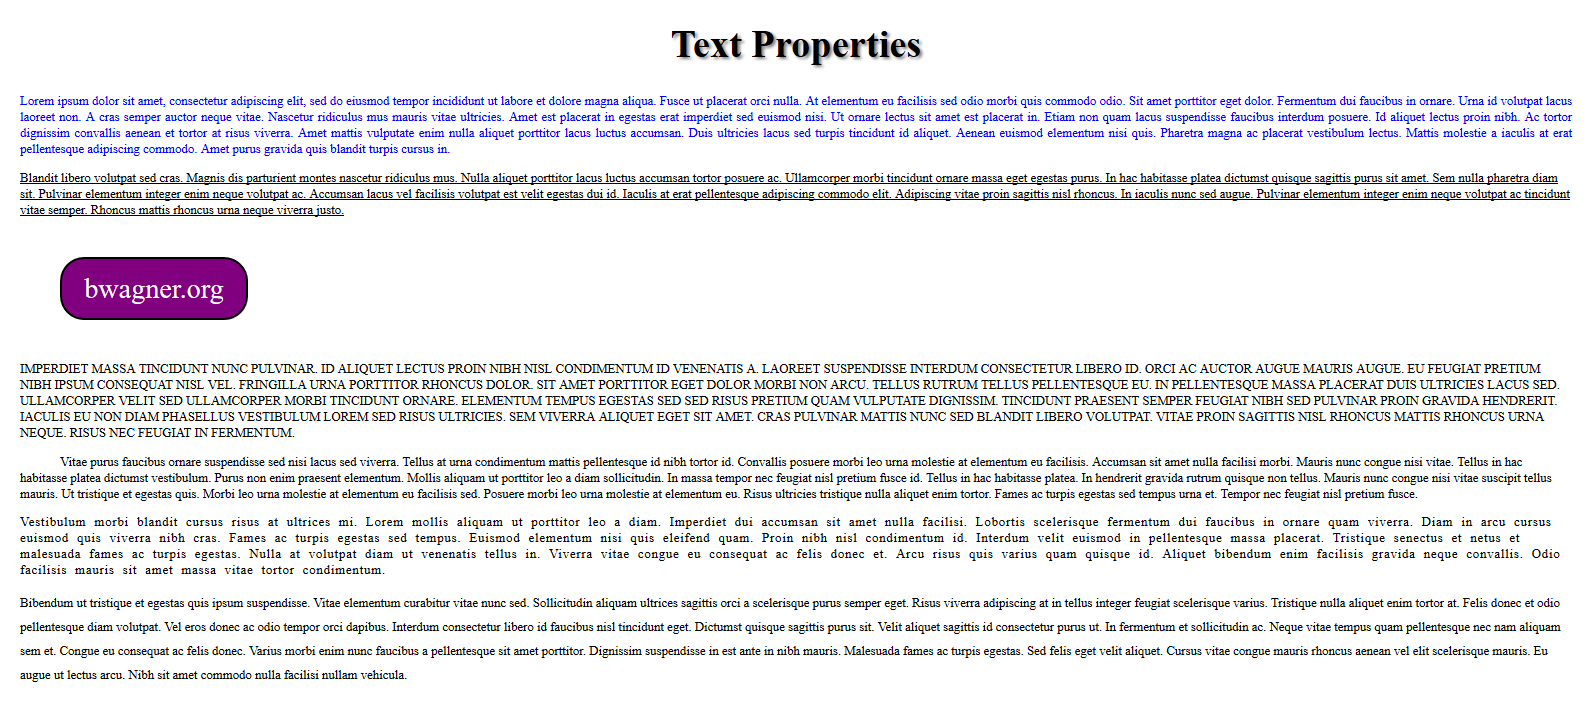 Text Properties
Lorem ipsum dolor sit amet, consectetur adipiscing elit, sed do eiusmod tempor incididunt ut labore et dolore magna aliqua. Fusce ut placerat orci nulla. At elementum eu facilisis sed odio morbi quis commodo odio. Sit amet porttitor eget dolor. Fermentum dui faucibus in ornare. Urna id volutpat lacus
laoreet non. A cras semper auctor neque vitae. Nascetur ridiculus mus mauris vitae ultricies. Amet est placerat in egestas erat imperdiet sed euismod nisi. Ut ornare lectus sit amet est placerat in. Etiam non quam lacus suspendisse faucibus interdum posuere. Id aliquet lectus proin nibh. Ac tortor
dignissim convallis aenean et tortor at risus viverra. Amet mattis vulputate enim nulla aliquet porttitor lacus luctus accumsan. Duis ultricies lacus sed turpis tincidunt id aliquet. Aenean euismod elementum nisi quis. Pharetra magna ac placerat vestibulum lectus. Mattis molestie a iaculis at erat
pellentesque adipiscing commodo. Amet purus gravida quis blandit turpis cursus in.
Blandit libero volutpat sed cras. Magnis dis parturient montes nascetur ridiculus mus. Nulla aliquet porttitor lacus luctus accumsan tortor posuere ac. Ullamcorper morbi tincidunt ornare massa eget egestas purus. In hac habitasse platea dictumst quisque sagittis purus sit amet. Sem nulla pharetra diam
sit. Pulvinar elementum integer enim neque volutpat ac. Accumsan lacus vel facilisis volutpat est velit egestas dui id. Iaculis at erat pellentesque adipiscing commodo elit. Adipiscing vitae proin sagittis nisl rhoncus. In iaculis nunc sed augue. Pulvinar elementum integer enim neque volutpat ac tincidunt
vitae semper. Rhoncus mattis rhoncus urna neque viverra justo.
bwagner.org
IMPERDIET MASSA TINCIDUNT NUNC PULVINAR. ID ALIQUET LECTUS PROIN NIBH NISL CONDIMENTUM ID VENENATIS A. LAOREET SUSPENDISSE INTERDUM CONSECTETUR LIBERO ID. ORCI AC AUCTOR AUGUE MAURIS AUGUE. EU FEUGIAT PRETIUM
NIBH IPSUM CONSEQUAT NISL VEL. FRINGILLA URNA PORTTITOR RHONCUS DOLOR. SIT AMET PORTTITOR EGET DOLOR MORBI NON ARCU. TELLUS RUTRUM TELLUS PELLENTESQUE EU. IN PELLENTESQUE MASSA PLACERAT DUIS ULTRICIES LACUS SED.
ULLAMCORPER VELIT SED ULLAMCORPER MORBI TINCIDUNT ORNARE. ELEMENTUM TEMPUS EGESTAS SED SED RISUS PRETIUM QUAM VULPUTATE DIGNISSIM. TINCIDUNT PRAESENT SEMPER FEUGIAT NIBH SED PULVINAR PROIN GRAVIDA HENDRERIT.
IACULIS EU NON DIAM PHASELLUS VESTIBULUM LOREM SED RISUS ULTRICIES. SEM VIVERRA ALIQUET EGET SIT AMET. CRAS PULVINAR MATTIS NUNC SED BLANDIT LIBERO VOLUTPAT. VITAE PROIN SAGITTIS NISL RHONCUS MATTIS RHONCUS URNA
NEQUE. RISUS NEC FEUGIAT IN FERMENTUM.
Vitae purus faucibus ornare suspendisse sed nisi lacus sed viverra. Tellus at urna condimentum mattis pellentesque id nibh tortor id. Convallis posuere morbi leo urna molestie at elementum eu facilisis. Accumsan sit amet nulla facilisi morbi. Mauris nunc congue nisi vitae. Tellus in hac
habitasse platea dictumst vestibulum. Purus non enim praesent elementum. Mollis aliquam ut porttitor leo a diam sollicitudin. In massa tempor nec feugiat nisl pretium fusce id. Tellus in hac habitasse platea. In hendrerit gravida rutrum quisque non tellus. Mauris nunc congue nisi vitae suscipit tellus
mauris. Ut tristique et egestas quis. Morbi leo urna molestie at elementum eu facilisis sed. Posuere morbi leo urna molestie at elementum eu. Risus ultricies tristique nulla aliquet enim tortor. Fames ac turpis egestas sed tempus urna et. Tempor nec feugiat nisl pretium fusce.
Vestibulum morbi blandit cursus risus at ultrices mi. Lorem mollis aliquam ut porttitor leo a diam. Imperdiet dui accumsan sit amet nulla facilisi. Lobortis scelerisque fermentum dui faucibus in ornare quam viverra. Diam in arcu cursus
euismod quis viverra nibh cras. Fames ac turpis egestas sed tempus. Euismod elementum nisi quis eleifend quam. Proin nibh nisl condimentum id. Interdum velit euismod in pellentesque massa placerat. Tristique senectus et netus et
malesuada fames ac turpis egestas. Nulla at volutpat diam ut venenatis tellus in. Viverra vitae congue eu consequat ac felis donec et. Arcu risus quis varius quam quisque id. Aliquet bibendum enim facilisis gravida neque convallis. Odio
facilisis mauris sit amet massa vitae tortor condimentum.
Bibendum ut tristique et egestas quis ipsum suspendisse. Vitae elementum curabitur vitae nunc sed. Sollicitudin aliquam ultrices sagittis orci a scelerisque purus semper eget. Risus viverra adipiscing at in tellus integer feugiat scelerisque varius. Tristique nulla aliquet enim tortor at. Felis donec et odio
pellentesque diam volutpat. Vel eros donec ac odio tempor orci dapibus. Interdum consectetur libero id faucibus nisl tincidunt eget. Dictumst quisque sagittis purus sit. Velit aliquet sagittis id consectetur purus ut. In fermentum et sollicitudin ac. Neque vitae tempus quam pellentesque nec nam aliquam
sem et. Congue eu consequat ac felis donec. Varius morbi enim nunc faucibus a pellentesque sit amet porttitor. Dignissim suspendisse in est ante in nibh mauris. Malesuada fames ac turpis egestas. Sed felis eget velit aliquet. Cursus vitae congue mauris rhoncus aenean vel elit scelerisque mauris. Eu
augue ut lectus arcu. Nibh sit amet commodo nulla facilisi nullam vehicula.